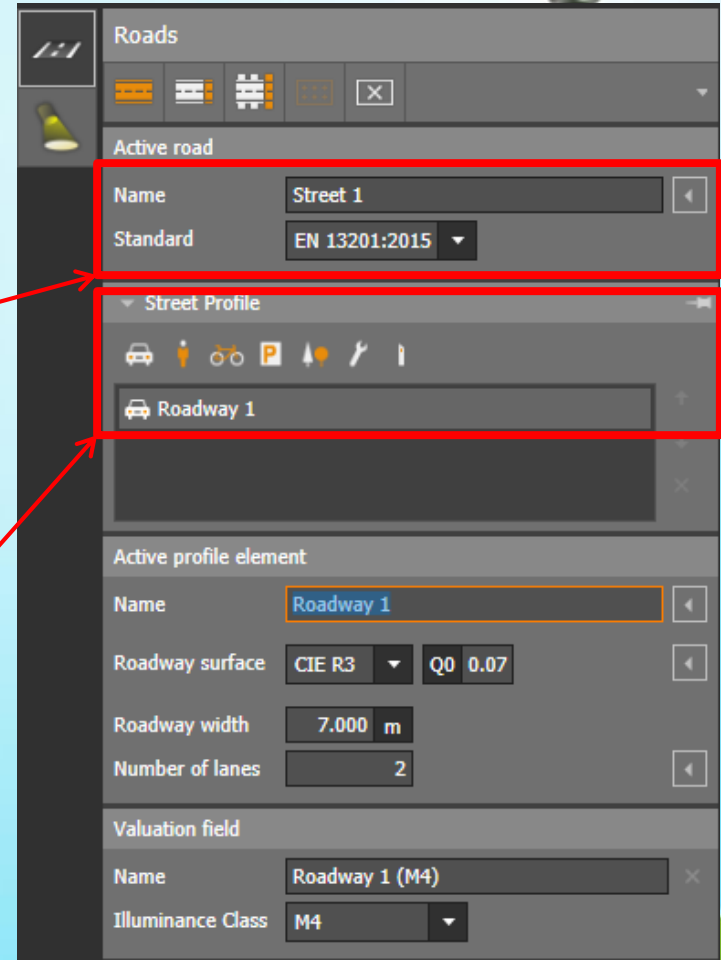 Roads
Active road
Name Street 1
Standard EN 13201:2015
Street Profile
P
Roadway 1
Active profile element
Name Roadway 1
Roadway surface CIE R3 Q0 0.07
Roadway width 7.000 m
Number of lanes 2
Valuation field
Name Roadway 1 (M4)
Illuminance Class M4